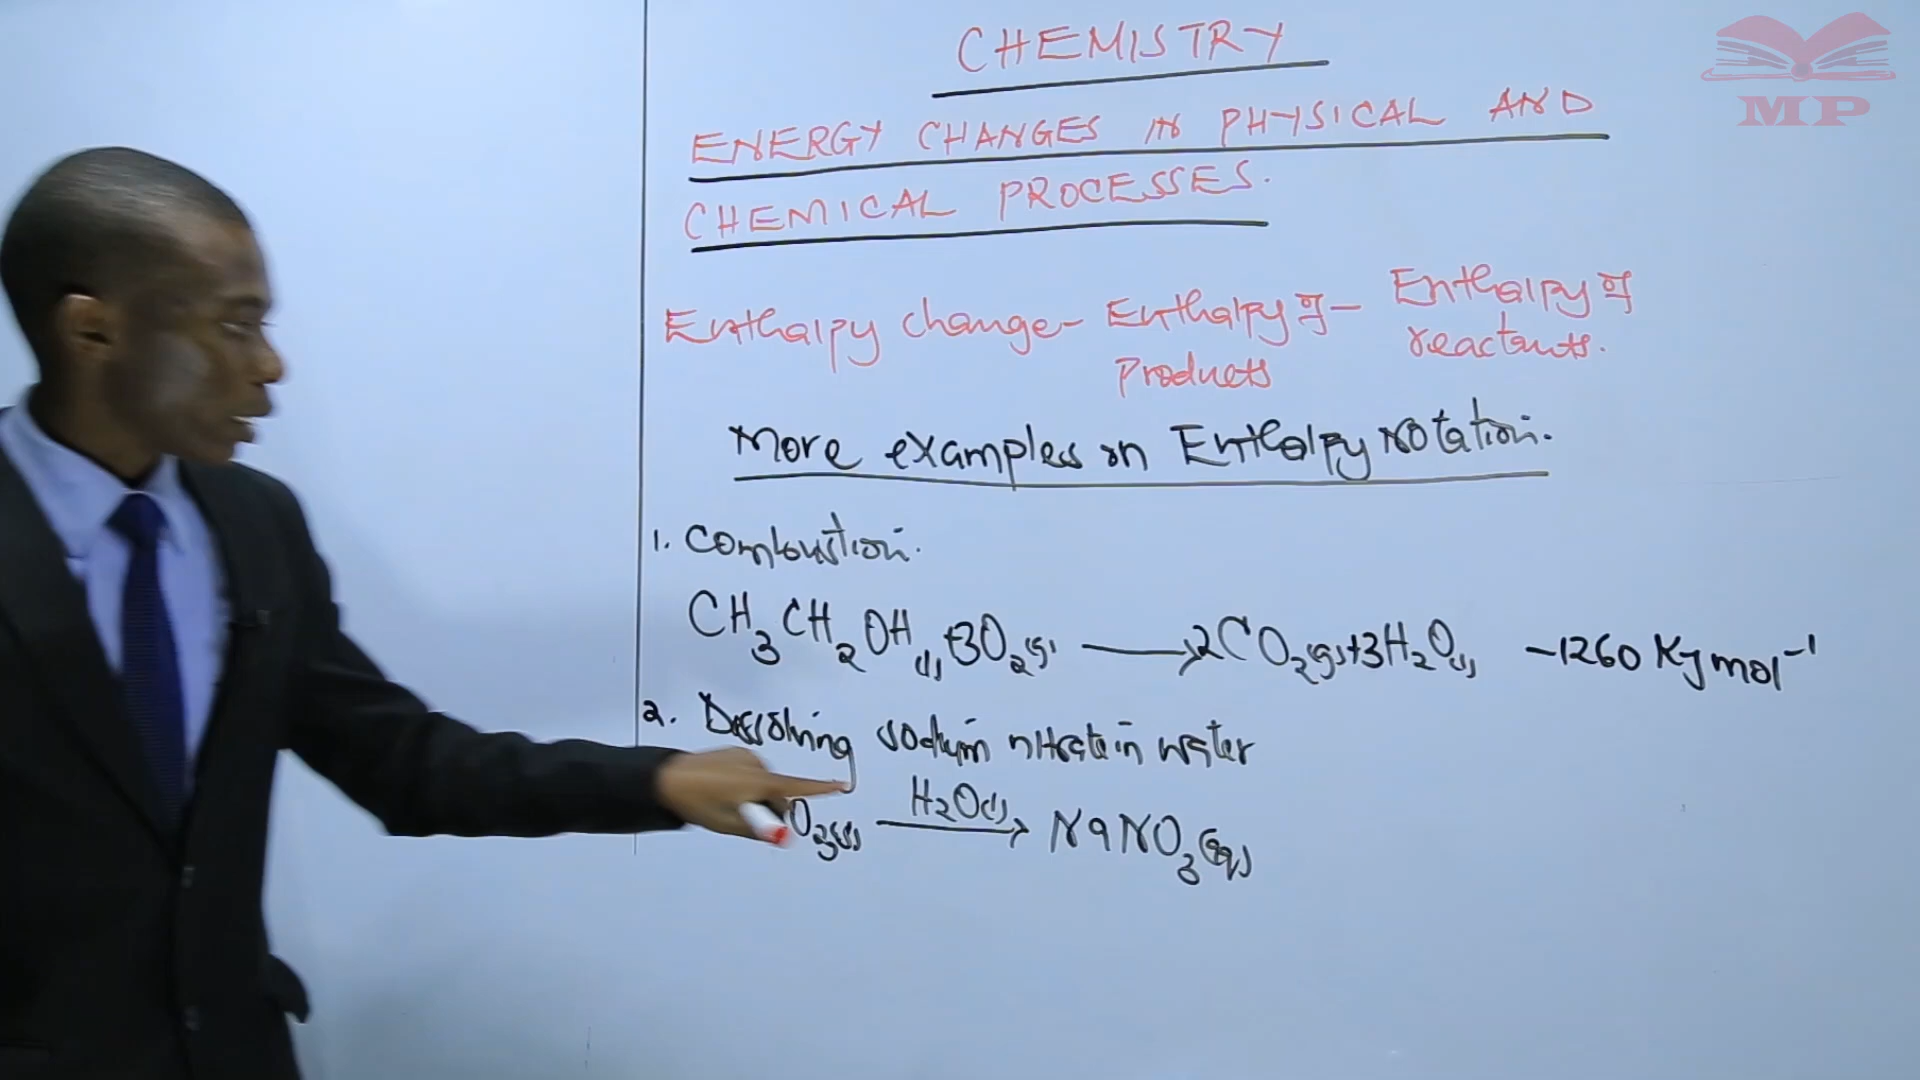 MP
CHEMISTRY
ENERGY CHANGES IN PHYSICAL AND
CHEMICAL PROCESSES.
Enthalpy change - Enthalpy of Products - Enthalpy of reactants.
More examples on Enthalpy Notation.
1. Combustion.
CH3CH2OH(l) + 3O2(g) → 2CO2(g) + 3H2O(l) -1260 KJ mol⁻¹
2. Dissolving sodium nitrate in water
O3(s) H2O(l) → NaNO3(aq)